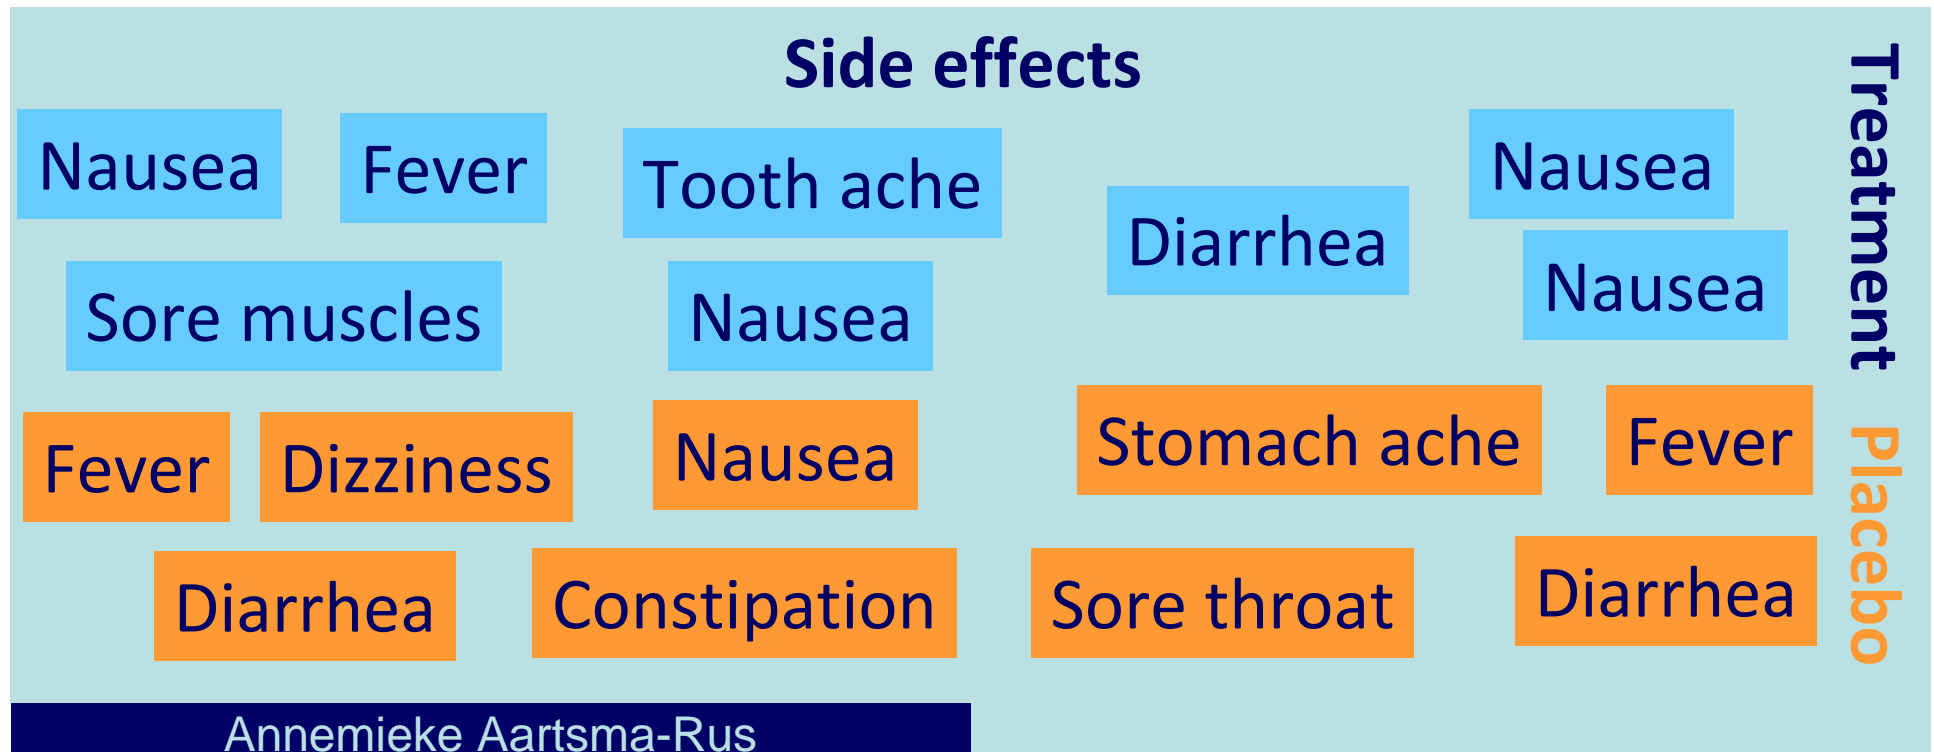 Side effects
Nausea
Fever
Tooth ache
Diarrhea
Nausea
Nausea
Sore muscles
Nausea
Treatment
Fever
Dizziness
Nausea
Stomach ache
Fever
Diarrhea
Constipation
Sore throat
Diarrhea
Placebo
Annemieke Aartsma-Rus